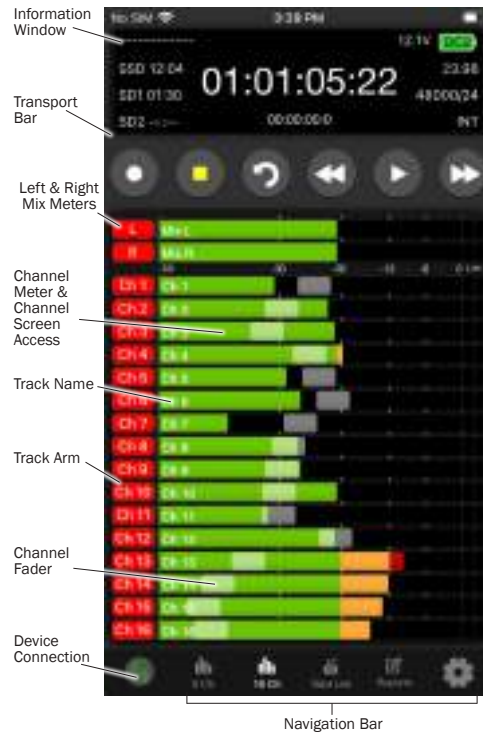 Information
Window
No SIM 3:39 PM
12.1V
SSD 12:04
01:01:05:22
23.98
SD1 01:30
48000/24
SD2
00:00:00:0
INT
Transport
Bar
Left & Right
Mix Meters
L Mix L
R Mix R
Channel
Meter &
Channel
Screen
Access
Ch 1 Ch 1
Ch 2
Ch 4 Ch 4
Ch 5
Track Name
Ch 7
Ch 8
Track Arm
Ch 9
Ch 10 Ch 10
Ch 11 Ch 11
Ch 12 Ch 12
Ch 13 Ch 13
Channel
Fader
Ch 14
Ch 15
Ch 16
Device
Connection
16 Ch
Navigation Bar